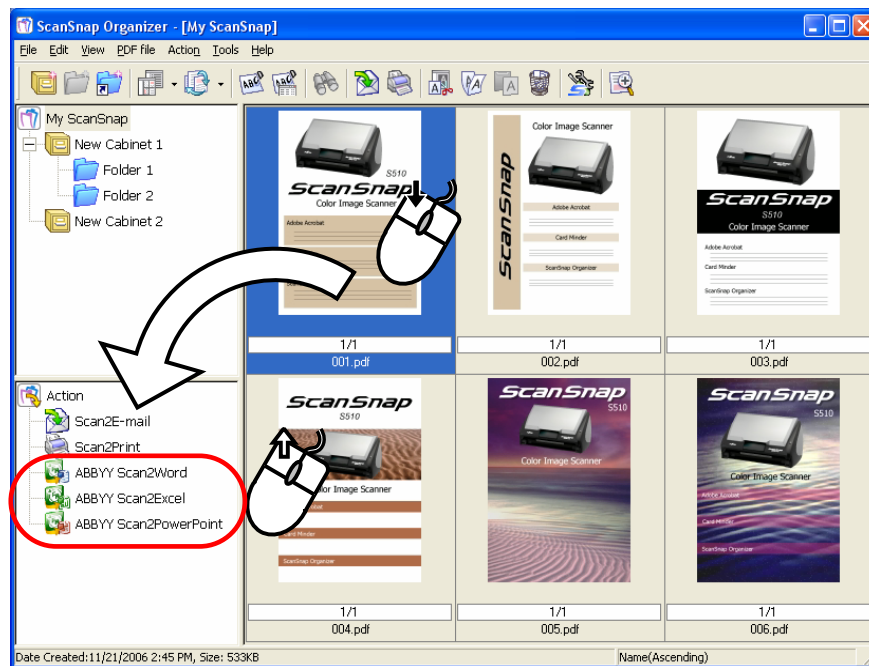 ScanSnap Organizer - [My ScanSnap]
File Edit View PDF file Action Tools Help
My ScanSnap
New Cabinet 1
Folder 1
Folder 2
New Cabinet 2
S510
ScanSnap
Color Image Scanner
Adobe Acrobat
1/1
001.pdf
Color Image Scanner
ScanSnap
Adobe Acrobat
Card Minder
ScanSnap Organizer
1/1
002.pdf
ScanSnap
S510
Color Image Scanner
Adobe Acrobat
Card Minder
ScanSnap Organizer
1/1
003.pdf
Action
Scan2E-mail
Scan2Print
ABBYY Scan2Word
ABBYY Scan2Excel
ABBYY Scan2PowerPoint
ScanSnap
S510
Image Scanner
Card Minder
ScanSnap Organizer
1/1
004.pdf
ScanSnap
S510
Color Image Scanner
1/1
005.pdf
ScanSnap
S510
Color Image Scanner
Adobe Acrobat
Card Minder
ScanSnap Organizer
1/1
006.pdf
Date Created:11/21/2006 2:45 PM, Size: 533KB
Name(Ascending)